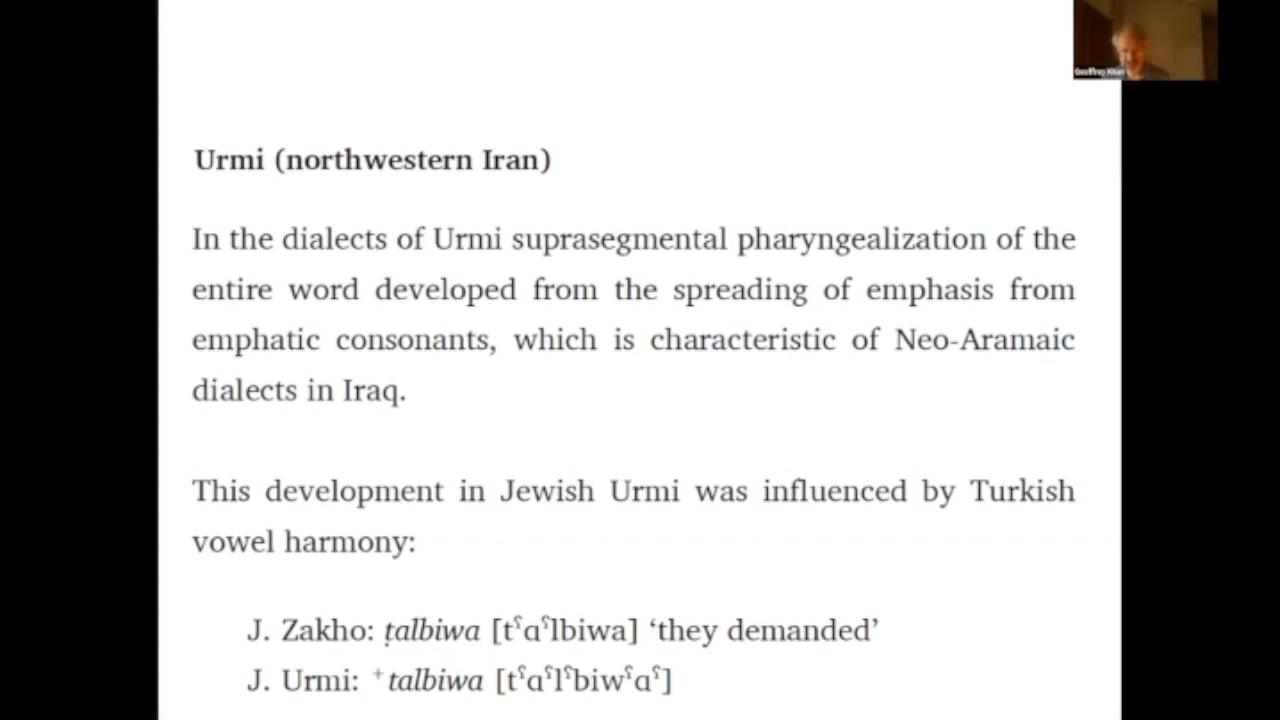 Geoffrey Khan
Urmi (northwestern Iran)
In the dialects of Urmi suprasegmental pharyngealization of the
entire word developed from the spreading of emphasis from
emphatic consonants, which is characteristic of Neo-Aramaic
dialects in Iraq.
This development in Jewish Urmi was influenced by Turkish
vowel harmony:
J. Zakho: ṭalbiwa [tˤɑˤlbiwa] ‘they demanded’
J. Urmi: ⁺talbiwa [tˤɑˤlˤbiwˤɑˤ]